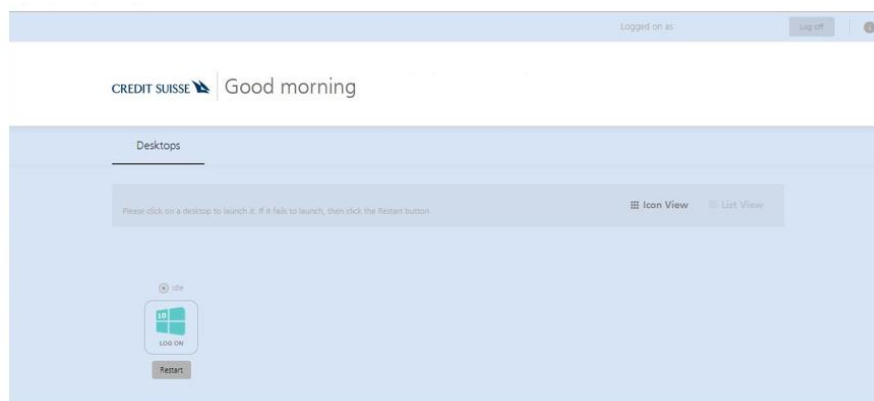 Logged on as
Log off
CREDIT SUISSE
Good morning
Desktops
Please click on a desktop to launch it. If it fails to launch, then click the Restart button.
Icon View
List View
Idle
10
LOG ON
Restart